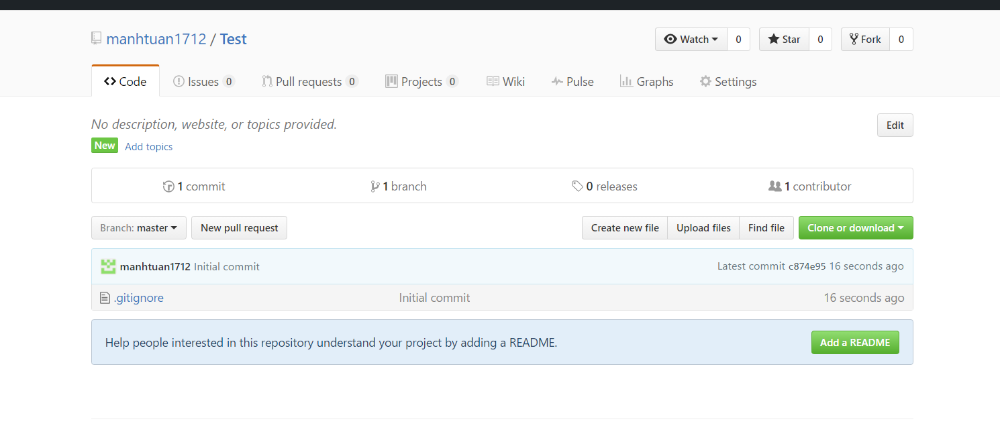 manhtuan1712 / Test Watch 0 Star 0 Fork 0
Code Issues 0 Pull requests 0 Projects 0 Wiki Pulse Graphs Settings
No description, website, or topics provided. Edit
New Add topics
1 commit 1 branch 0 releases 1 contributor
Branch: master New pull request Create new file Upload files Find file Clone or download
manhtuan1712 Initial commit Latest commit c874e95 16 seconds ago
.gitignore Initial commit 16 seconds ago
Help people interested in this repository understand your project by adding a README. Add a README